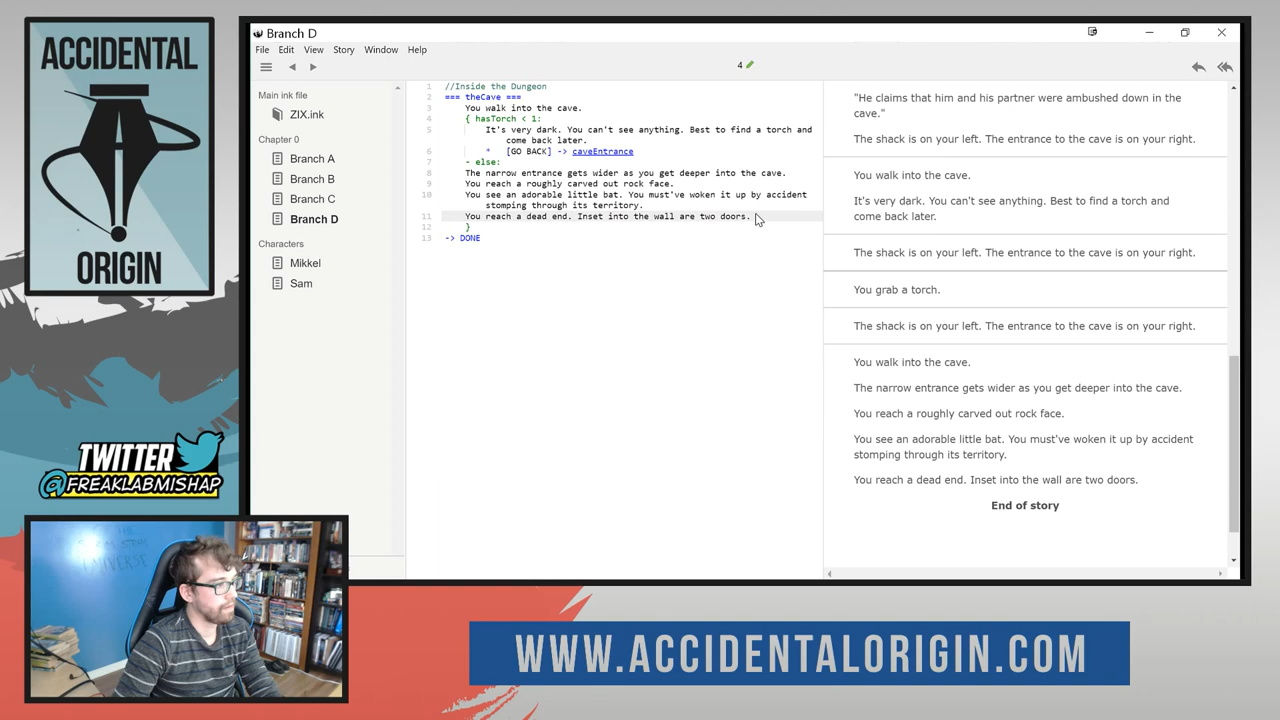 ACCIDENTAL
ORIGIN
TWITTER
@FREAKLABMISHAP
Branch D
File Edit View Story Window Help
4
Main ink file
ZIX.ink
Chapter 0
Branch A
Branch B
Branch C
Branch D
Characters
Mikkel
Sam
1 //Inside the Dungeon
2 === theCave ===
3 You walk into the cave.
4 { hasTorch < 1:
5 It's very dark. You can't see anything. Best to find a torch and
come back later.
6 * [GO BACK] -> caveEntrance
7 - else:
8 The narrow entrance gets wider as you get deeper into the cave.
9 You reach a roughly carved out rock face.
10 You see an adorable little bat. You must've woken it up by accident
stomping through its territory.
11 You reach a dead end. Inset into the wall are two doors.
12 }
13 -> DONE
"He claims that him and his partner were ambushed down in the
cave."
The shack is on your left. The entrance to the cave is on your right.
You walk into the cave.
It's very dark. You can't see anything. Best to find a torch and
come back later.
The shack is on your left. The entrance to the cave is on your right.
You grab a torch.
The shack is on your left. The entrance to the cave is on your right.
You walk into the cave.
The narrow entrance gets wider as you get deeper into the cave.
You reach a roughly carved out rock face.
You see an adorable little bat. You must've woken it up by accident
stomping through its territory.
You reach a dead end. Inset into the wall are two doors.
End of story
WWW.ACCIDENTALORIGIN.COM